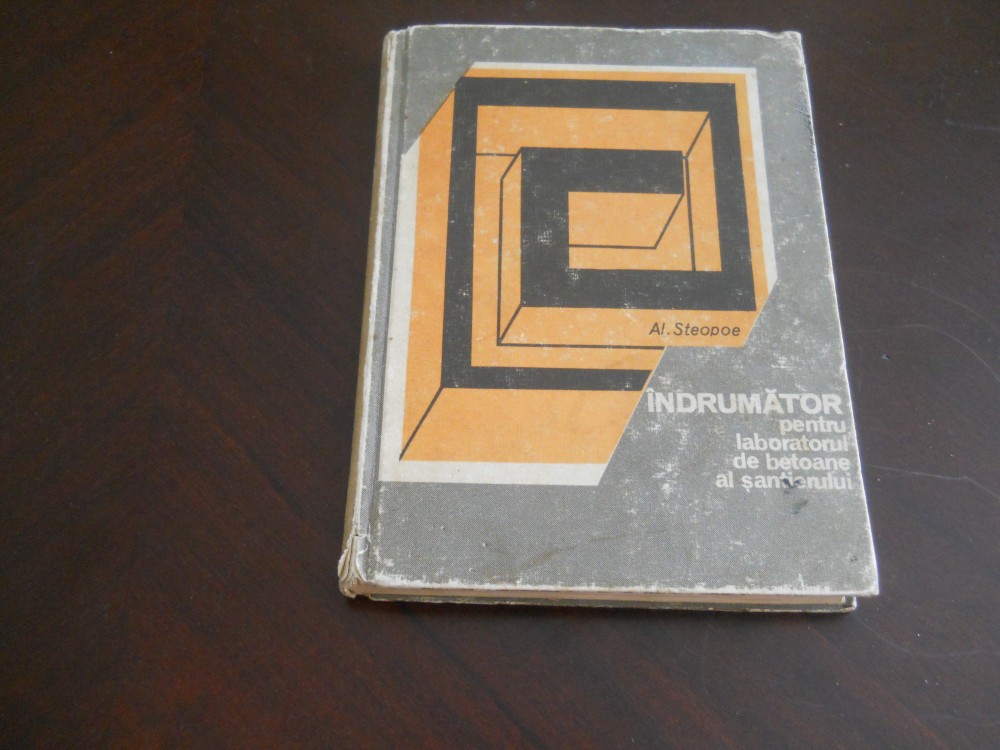 Al. Steopoe
ÎNDRUMĂTOR
pentru
laboratorul
de betoane
al șantierului